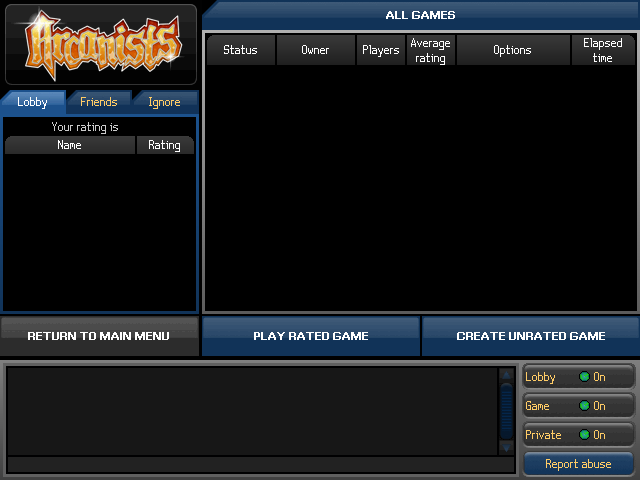 Arcanists
ALL GAMES
Status Owner Players Average rating Options Elapsed time
Lobby Friends Ignore
Your rating is
Name Rating
RETURN TO MAIN MENU PLAY RATED GAME CREATE UNRATED GAME
Lobby On
Game On
Private On
Report abuse